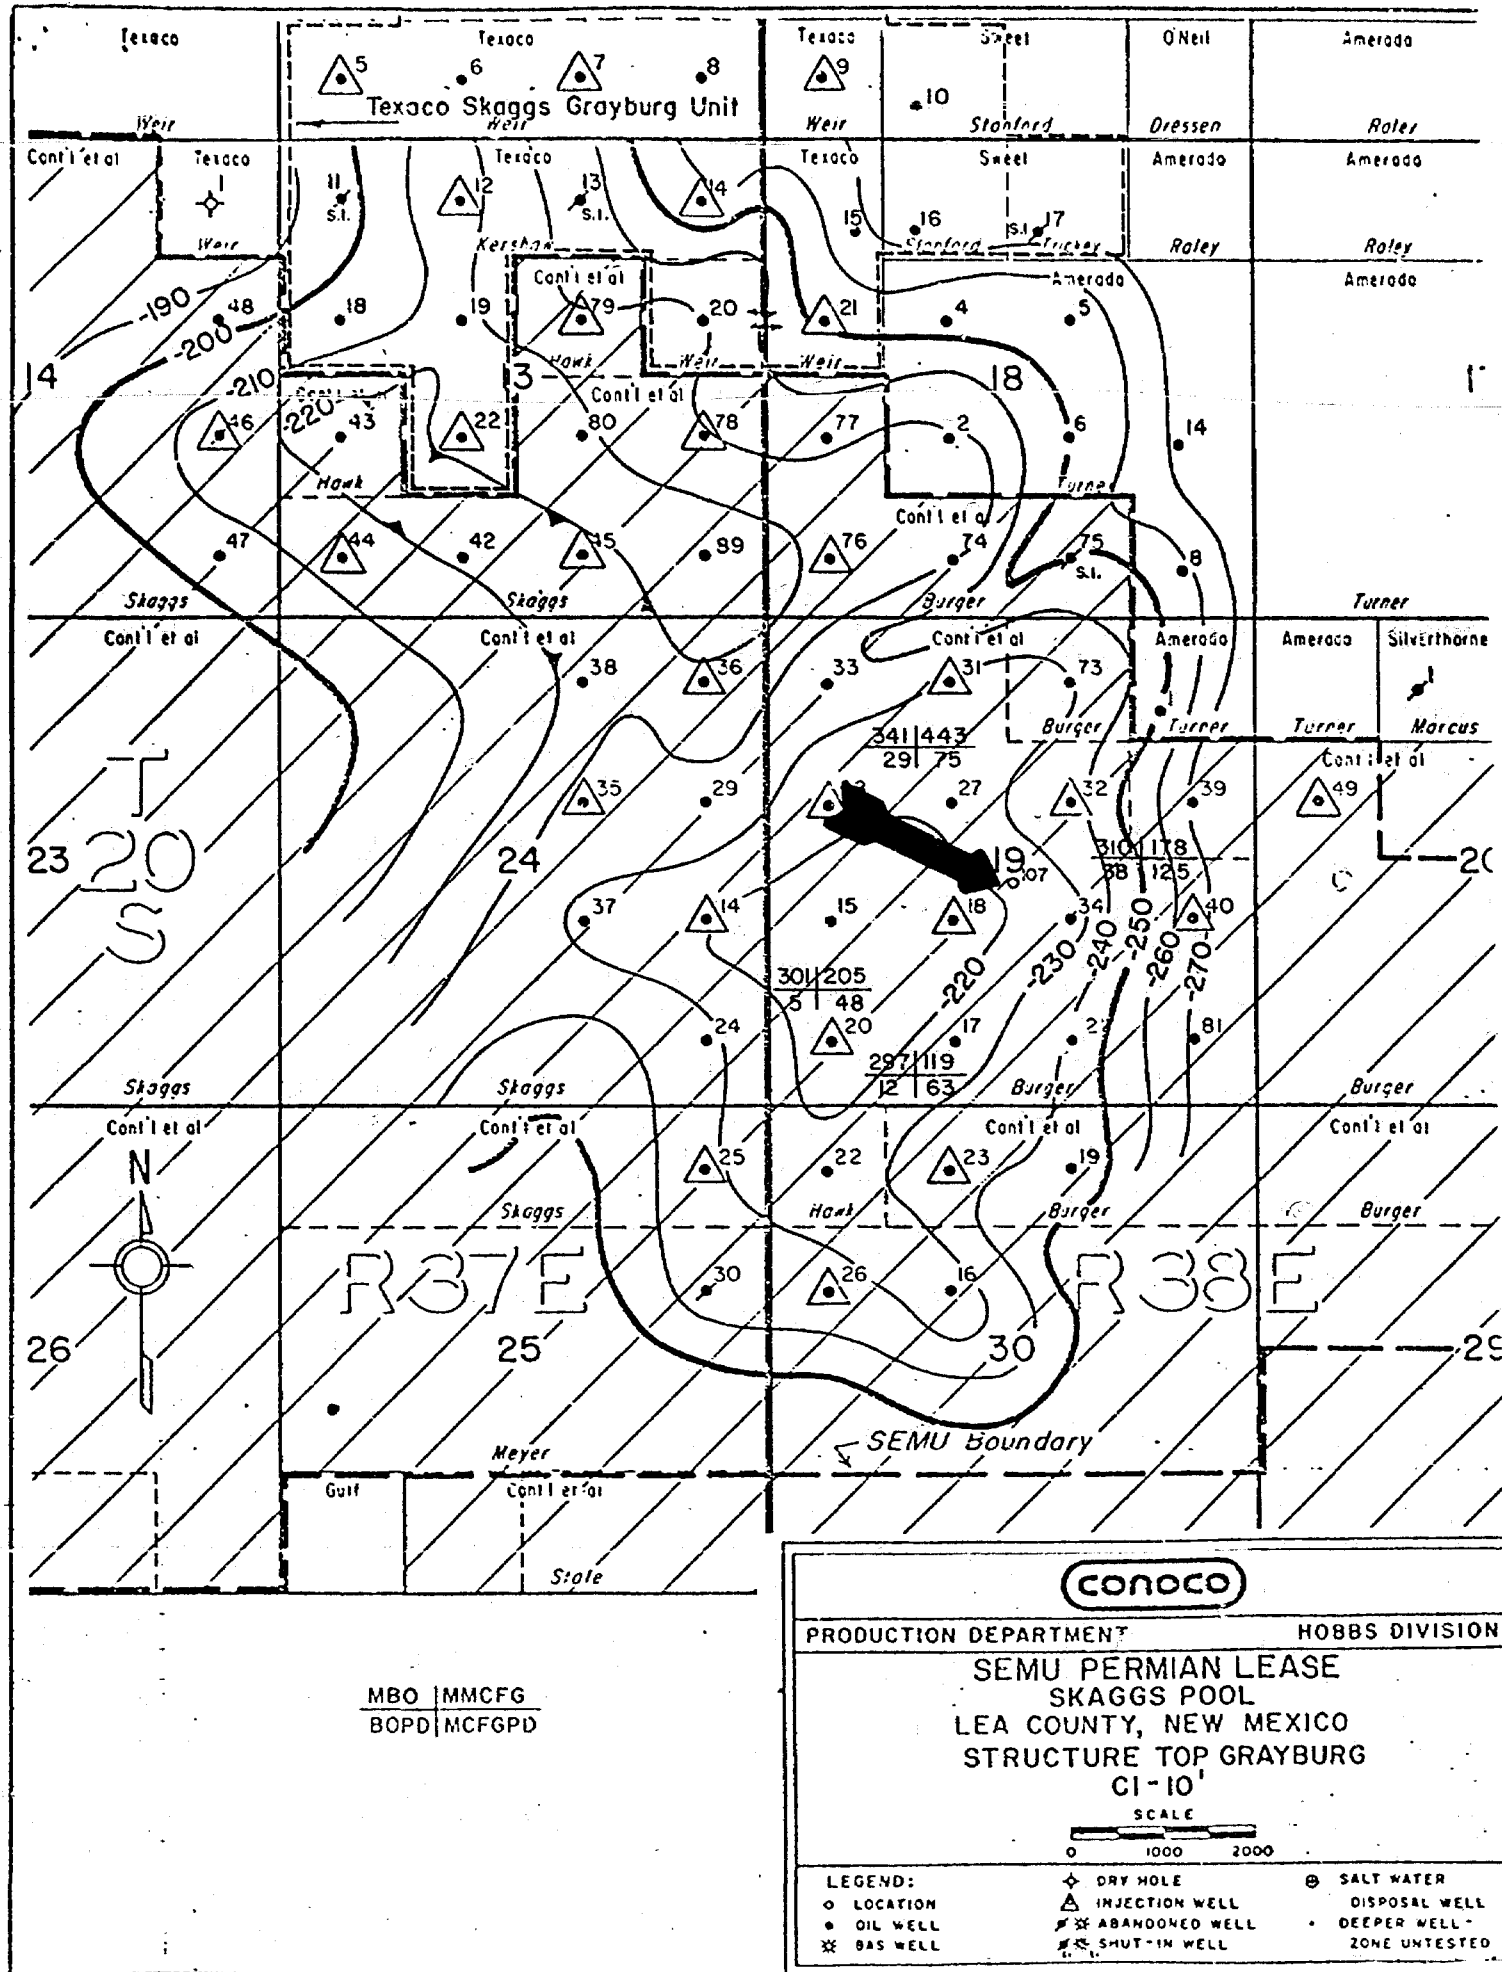 Texaco Texaco Texaco Sweet O'Neil Amerada
5 6 7 8 9
10
Texaco Skaggs Grayburg Unit
Weir Weir Weir Stanford Dressen Raley
Cont'l et al Texaco Texaco Texaco Sweet Amerada Amerada
1 11 12 13 14
S.I. S.I. 15 16 S.I. 17
Weir Kershaw Stanford Trickey Raley Raley
Cont'l et al Amerada Amerada
-190 48 18 19 79 20 21 4 5
-200
Hawk Weir Weir
14 -210 Cont'l et al 3 Cont'l et al 18
46 -220 43 22 80 78 77 2 6 14
Hawk Turner
Cont'l et al
47 44 42 45 89 76 74 75 8
S.I.
Skaggs Skaggs Burger Turner
Cont'l et al Cont'l et al Cont'l et al Amerada Amerada Silverthorne
38 36 33 31 73 1
Burger Turner Turner Marcus
341 443
29 75
Cont'l et al
T 35 29 27 32 39 49
23 20 24 19 310 178
38 125
107
S 37 14 15 18 34 40
-220 -230 -240 -250 -260 -270
301 205
5 48
24 20 17 81
297 119
12 63
Skaggs Skaggs Burger Burger
Cont'l et al Cont'l et al Cont'l et al Cont'l et al
N
25 22 23 19
Skaggs Hawk Burger Burger
R 37 E R 38 E
30 26 16
26 25 30 29
SEMU Boundary
Meyer
Gulf Cont'l et al
State
MBO MMCFG
BOPD MCFGPD
conoco
PRODUCTION DEPARTMENT HOBBS DIVISION
SEMU PERMIAN LEASE
SKAGGS POOL
LEA COUNTY, NEW MEXICO
STRUCTURE TOP GRAYBURG
CI-10'
SCALE
0 1000 2000
LEGEND:
LOCATION
OIL WELL
GAS WELL
DRY HOLE
INJECTION WELL
ABANDONED WELL
SHUT-IN WELL
SALT WATER
DISPOSAL WELL
DEEPER WELL-
ZONE UNTESTED